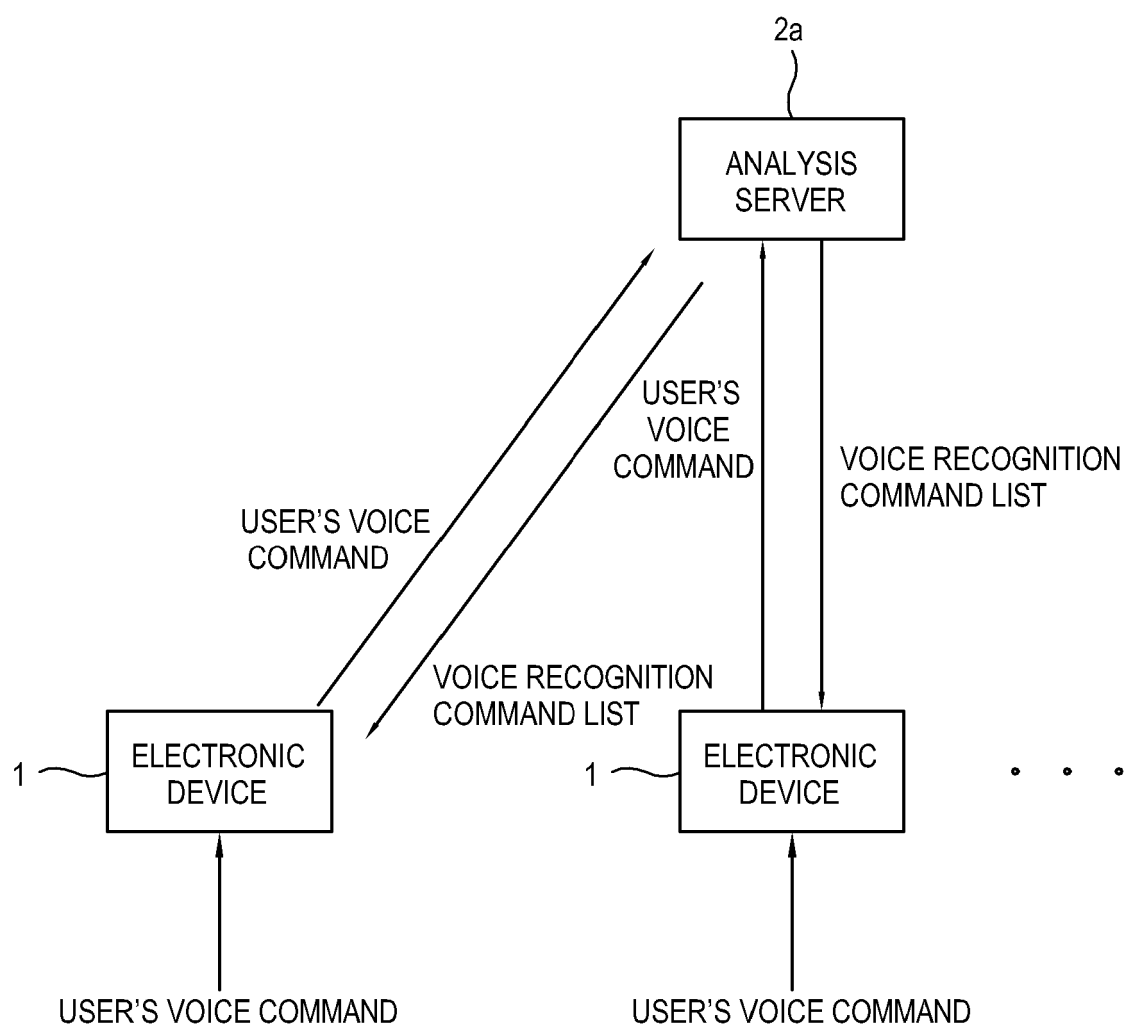 2a
ANALYSIS
SERVER
USER'S
VOICE
COMMAND
VOICE RECOGNITION
COMMAND LIST
USER'S VOICE
COMMAND
VOICE RECOGNITION
COMMAND LIST
1
ELECTRONIC
DEVICE
1
ELECTRONIC
DEVICE
USER'S VOICE COMMAND
USER'S VOICE COMMAND